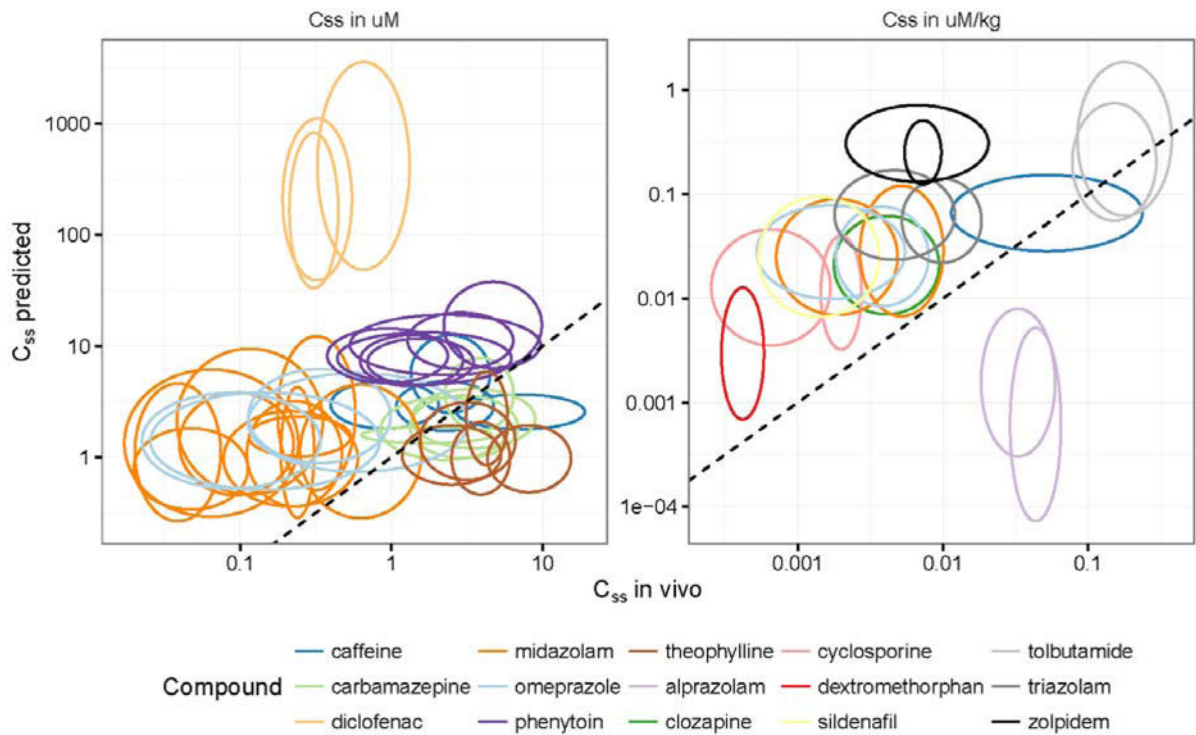 Css in uM
Css in uM/kg
1000
100
10
1
1
0.1
0.01
0.001
1e−04
C_ss predicted
0.1 1 10
0.001 0.01 0.1
C_ss in vivo
Compound
caffeine midazolam theophylline cyclosporine tolbutamide
carbamazepine omeprazole alprazolam dextromethorphan triazolam
diclofenac phenytoin clozapine sildenafil zolpidem